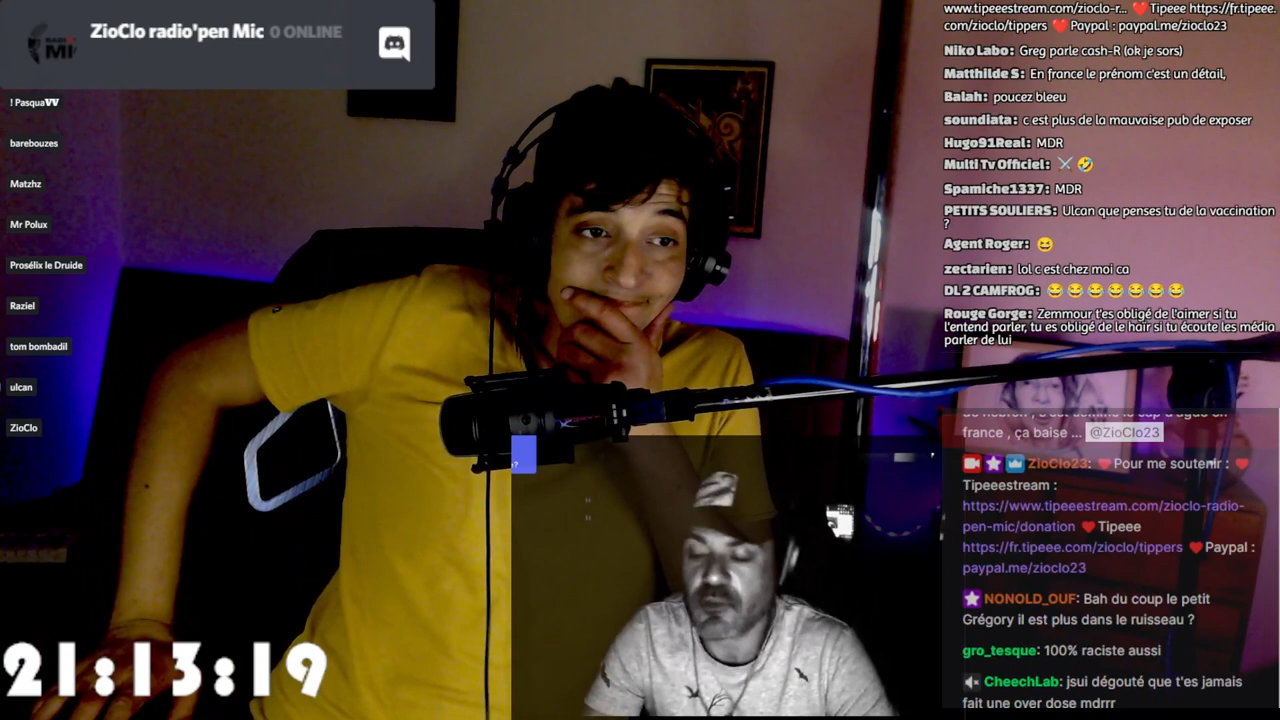 ZioClo radio'pen Mic 0 ONLINE
MI
! PasquaVV
barebouzes
Matzhz
Mr Polux
Prosélix le Druide
Raziel
tom bombadil
ulcan
ZioClo
21:13:19
www.tipeeestream.com/zioclo-r... ❤️ Tipeee https://fr.tipeee.
com/zioclo/tippers ❤️ Paypal : paypal.me/zioclo23
Niko Labo: Greg parle cash-R (ok je sors)
Matthilde S: En france le prénom c'est un détail,
Balah: poucez bleeu
soundiata: c est plus de la mauvaise pub de exposer
Hugo91Real: MDR
Multi Tv Officiel: ⚔️ 🤣
Spamiche1337: MDR
PETITS SOULIERS: Ulcan que penses tu de la vaccination
?
Agent Roger: 😆
zectarien: lol c est chez moi ca
DL 2 CAMFROG: 😂 😂 😂 😂 😂 😂 😂
Rouge Gorge: Zemmour t'es obligé de l'aimer si tu
l'entend parler, tu es obligé de le haïr si tu écoute les média
parler de lui
france , ça baise ... @ZioClo23
ZioClo23: ❤️Pour me soutenir : ❤️
Tipeeestream :
https://www.tipeeestream.com/zioclo-radio-
pen-mic/donation ❤️Tipeee
https://fr.tipeee.com/zioclo/tippers ❤️Paypal :
paypal.me/zioclo23
NONOLD_OUF: Bah du coup le petit
Grégory il est plus dans le ruisseau ?
gro_tesque: 100% raciste aussi
CheechLab: jsui dégouté que t'es jamais
fait une over dose mdrrr